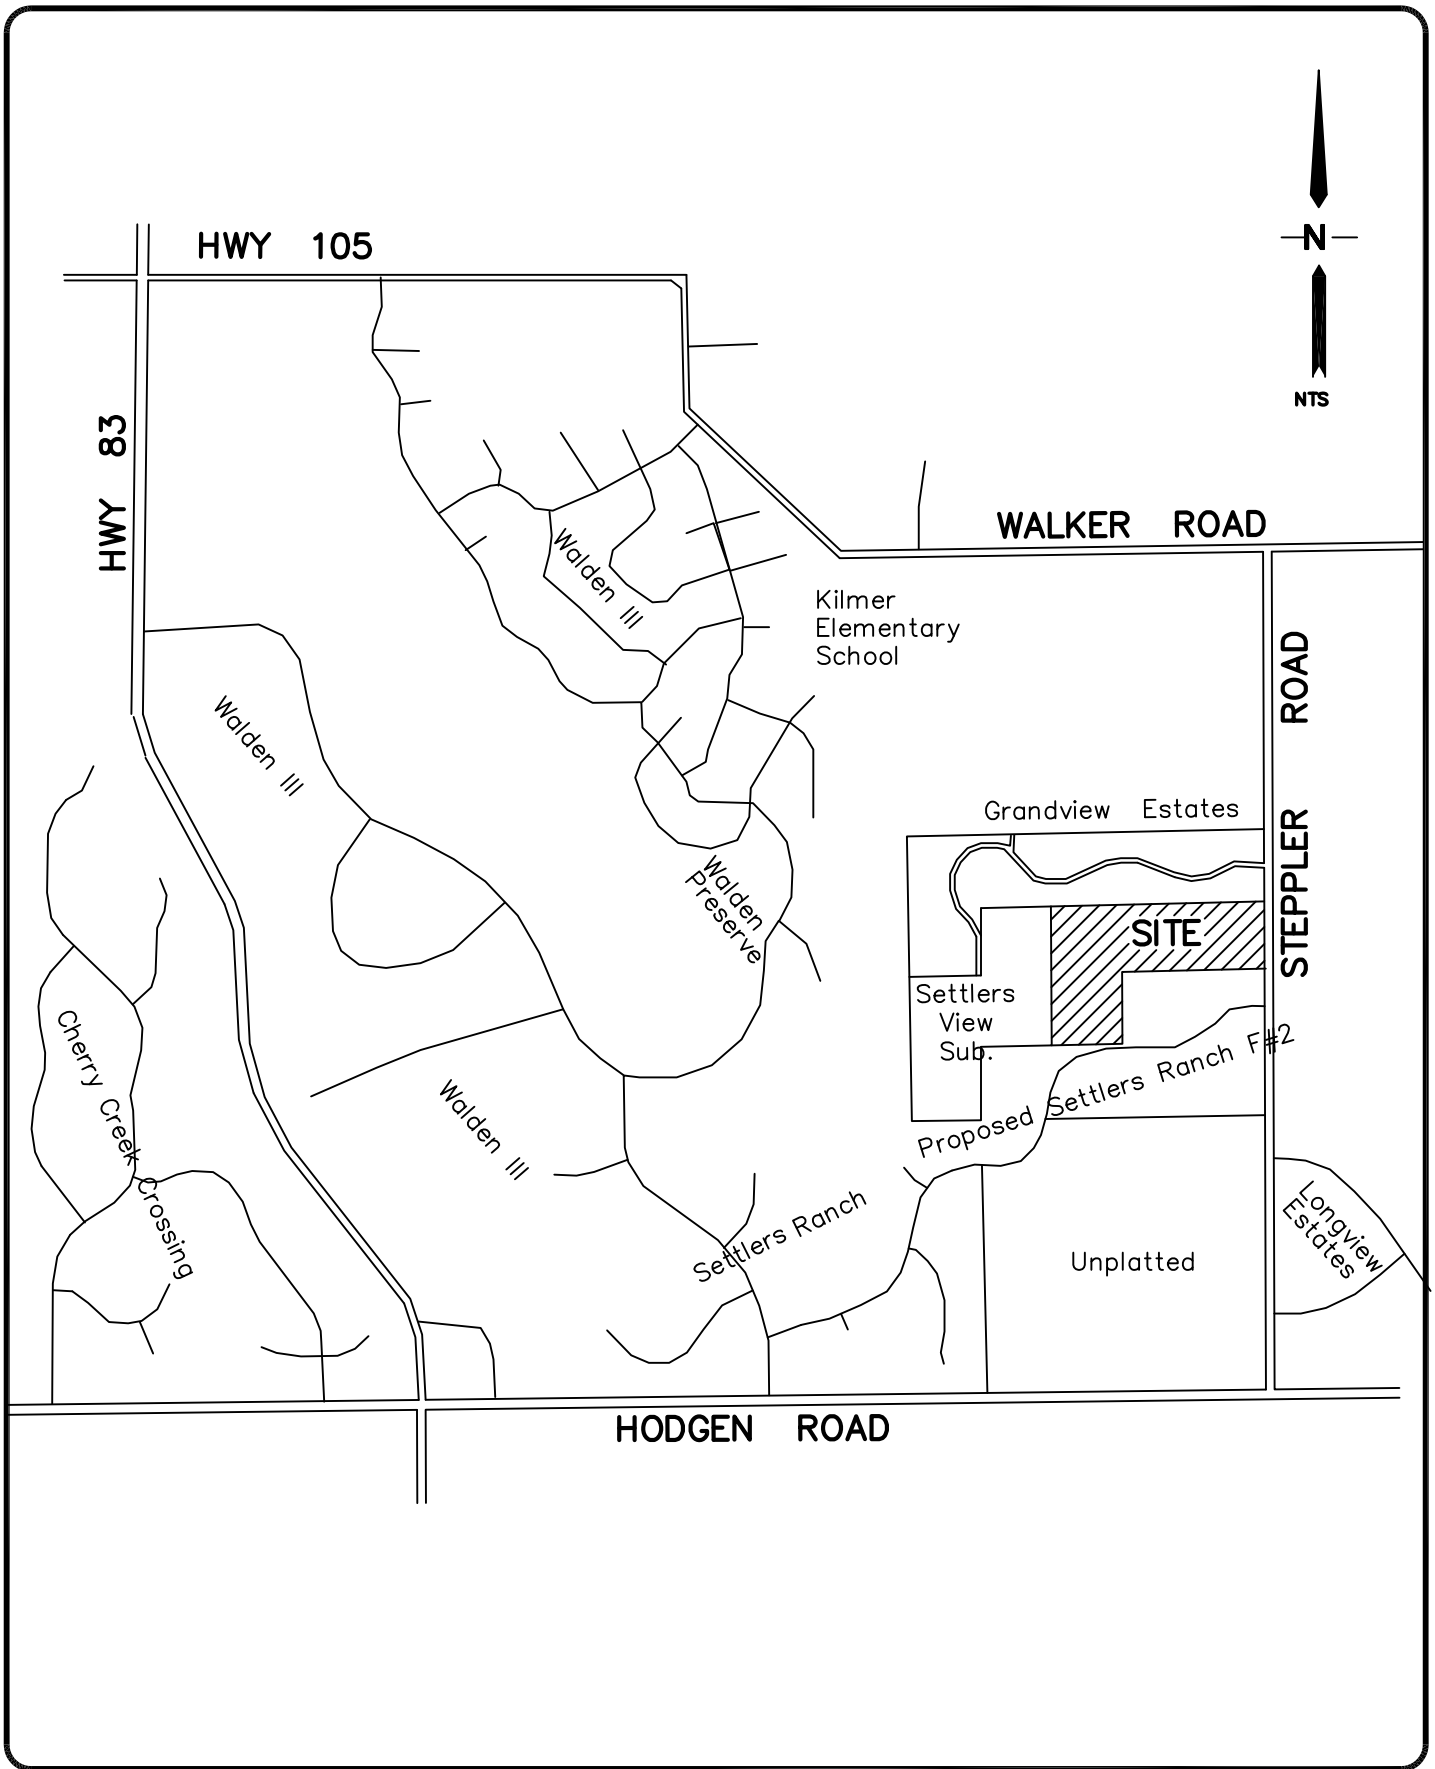 HWY 105
N
NTS
HWY 83
WALKER ROAD
Walden III
Kilmer
Elementary
School
STEPPLER ROAD
Walden III
Grandview Estates
Walden
Preserve
SITE
Settlers
View
Sub.
Cherry Creek Crossing
Proposed Settlers Ranch F#2
Walden III
Settlers Ranch
Longview
Estates
Unplatted
HODGEN ROAD